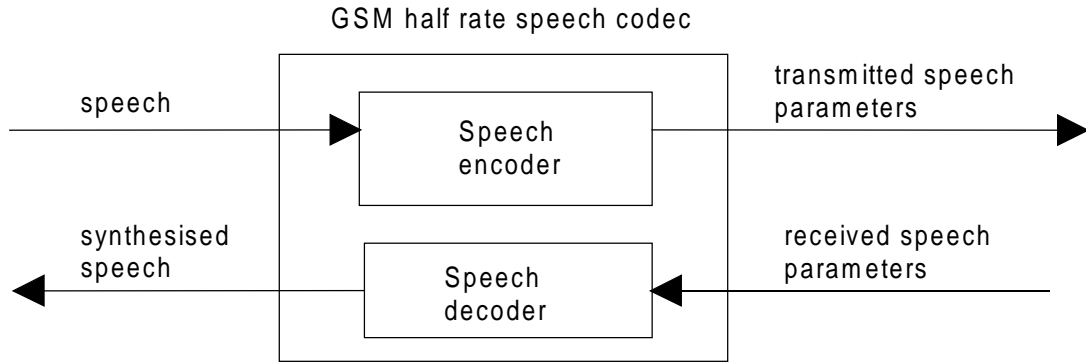 GSM half rate speech codec
speech
transmitted speech
parameters
Speech
encoder
synthesised
speech
received speech
parameters
Speech
decoder